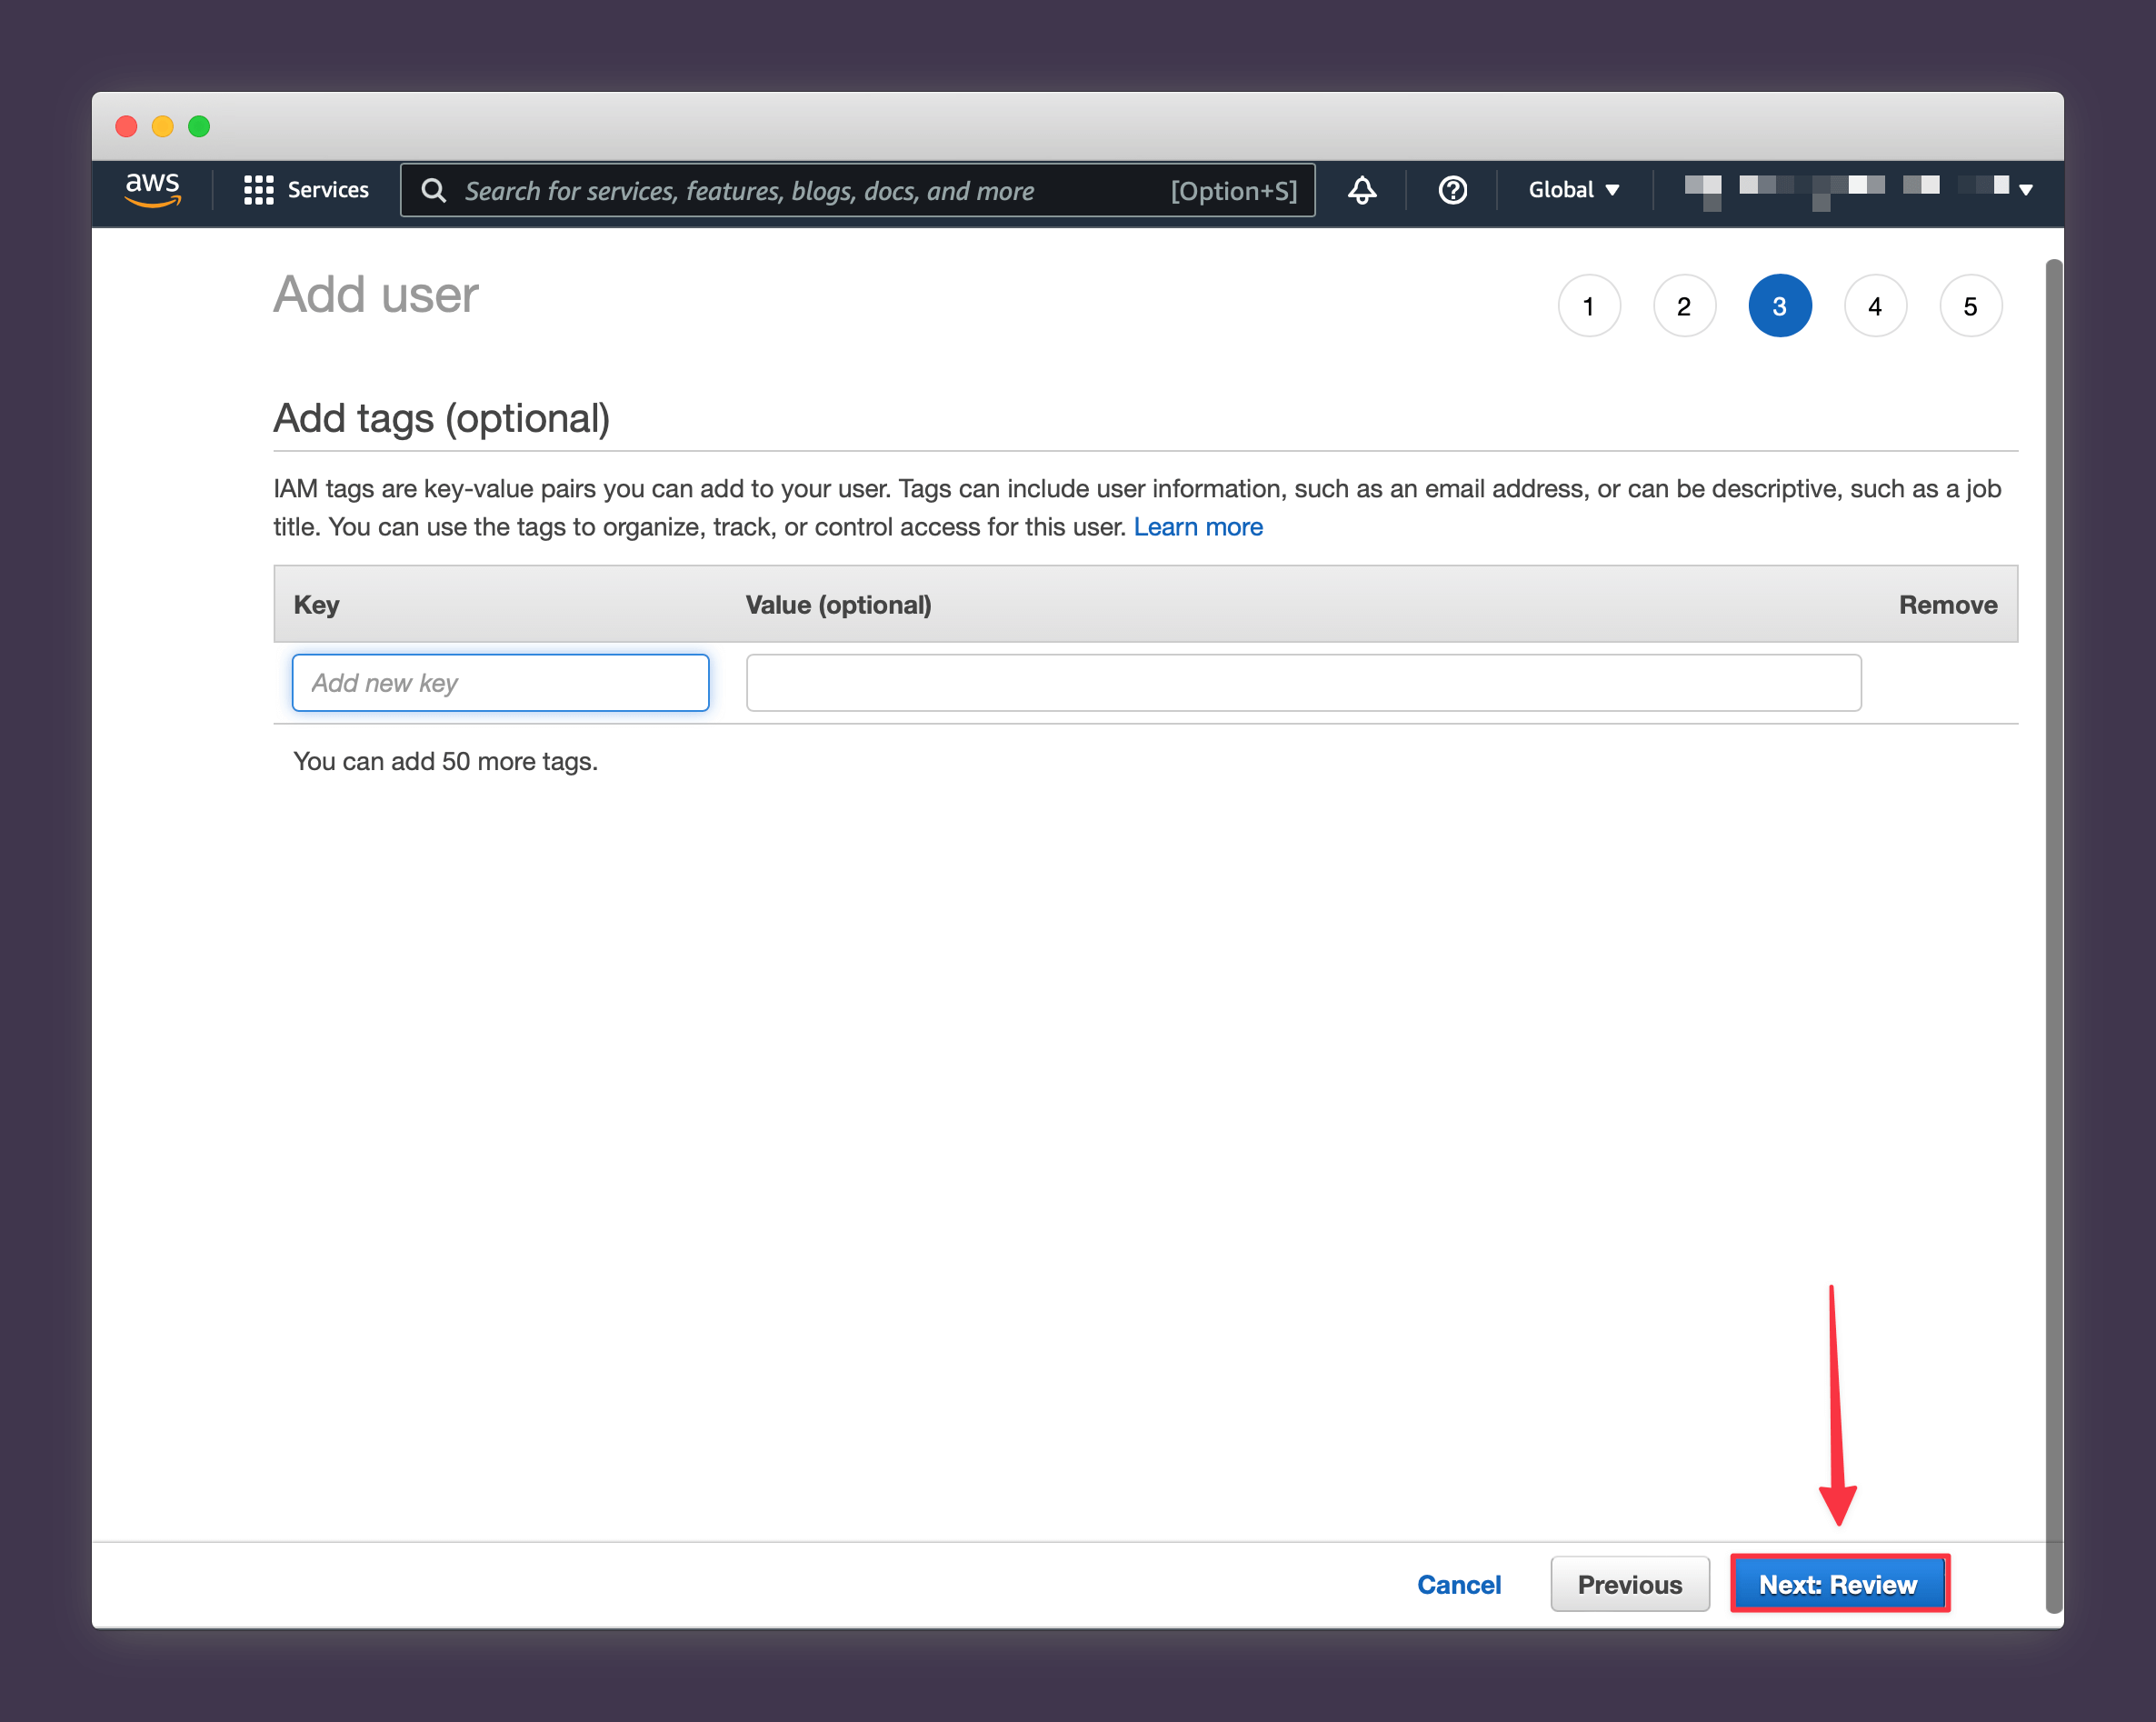 aws
Services
Search for services, features, blogs, docs, and more
[Option+S]
Global
Add user
1 2 3 4 5
Add tags (optional)
IAM tags are key-value pairs you can add to your user. Tags can include user information, such as an email address, or can be descriptive, such as a job
title. You can use the tags to organize, track, or control access for this user. Learn more
Key Value (optional) Remove
Add new key
You can add 50 more tags.
Cancel Previous Next: Review